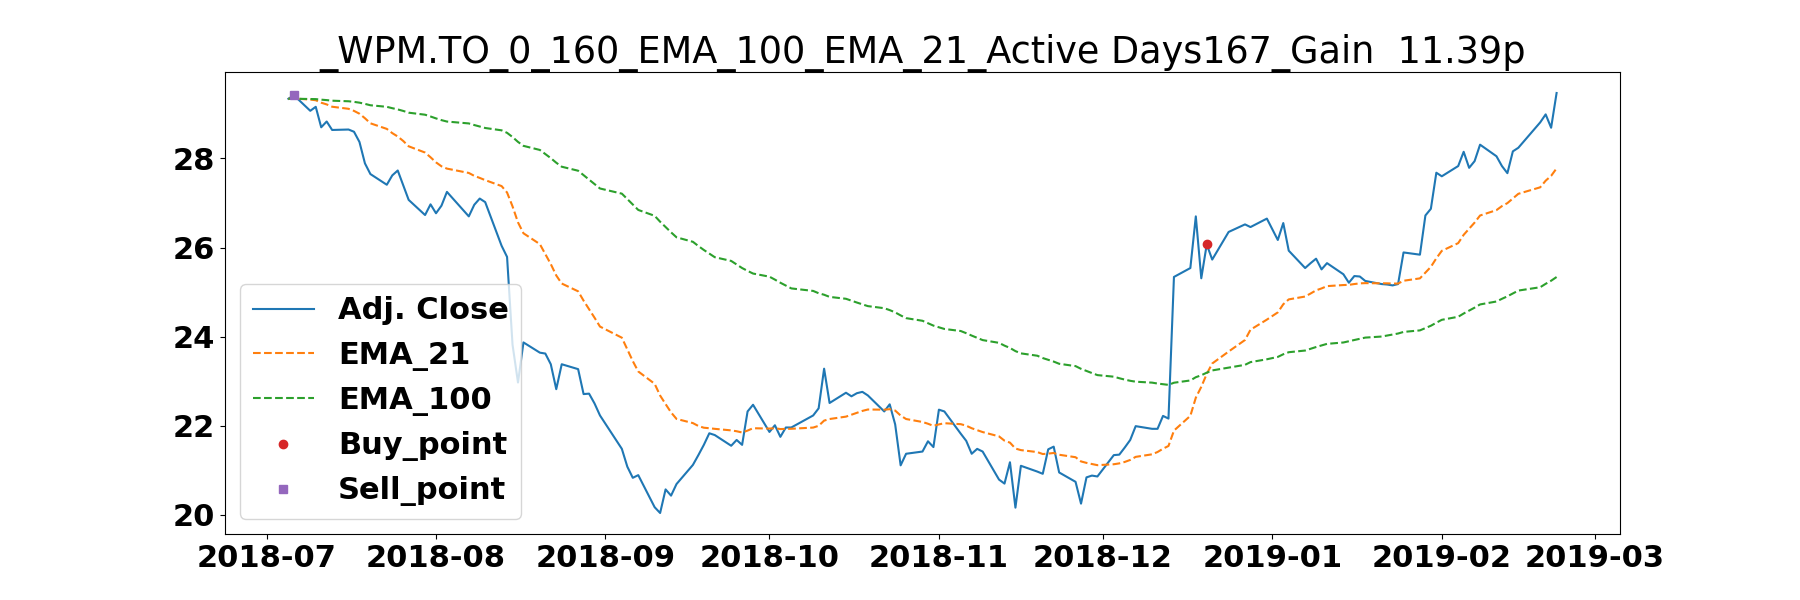 _WPM.TO_0_160_EMA_100_EMA_21_Active Days167_Gain  11.39p
28
26
24
22
20
Adj. Close
EMA_21
EMA_100
Buy_point
Sell_point
2018-07 2018-08 2018-09 2018-10 2018-11 2018-12 2019-01 2019-02 2019-03